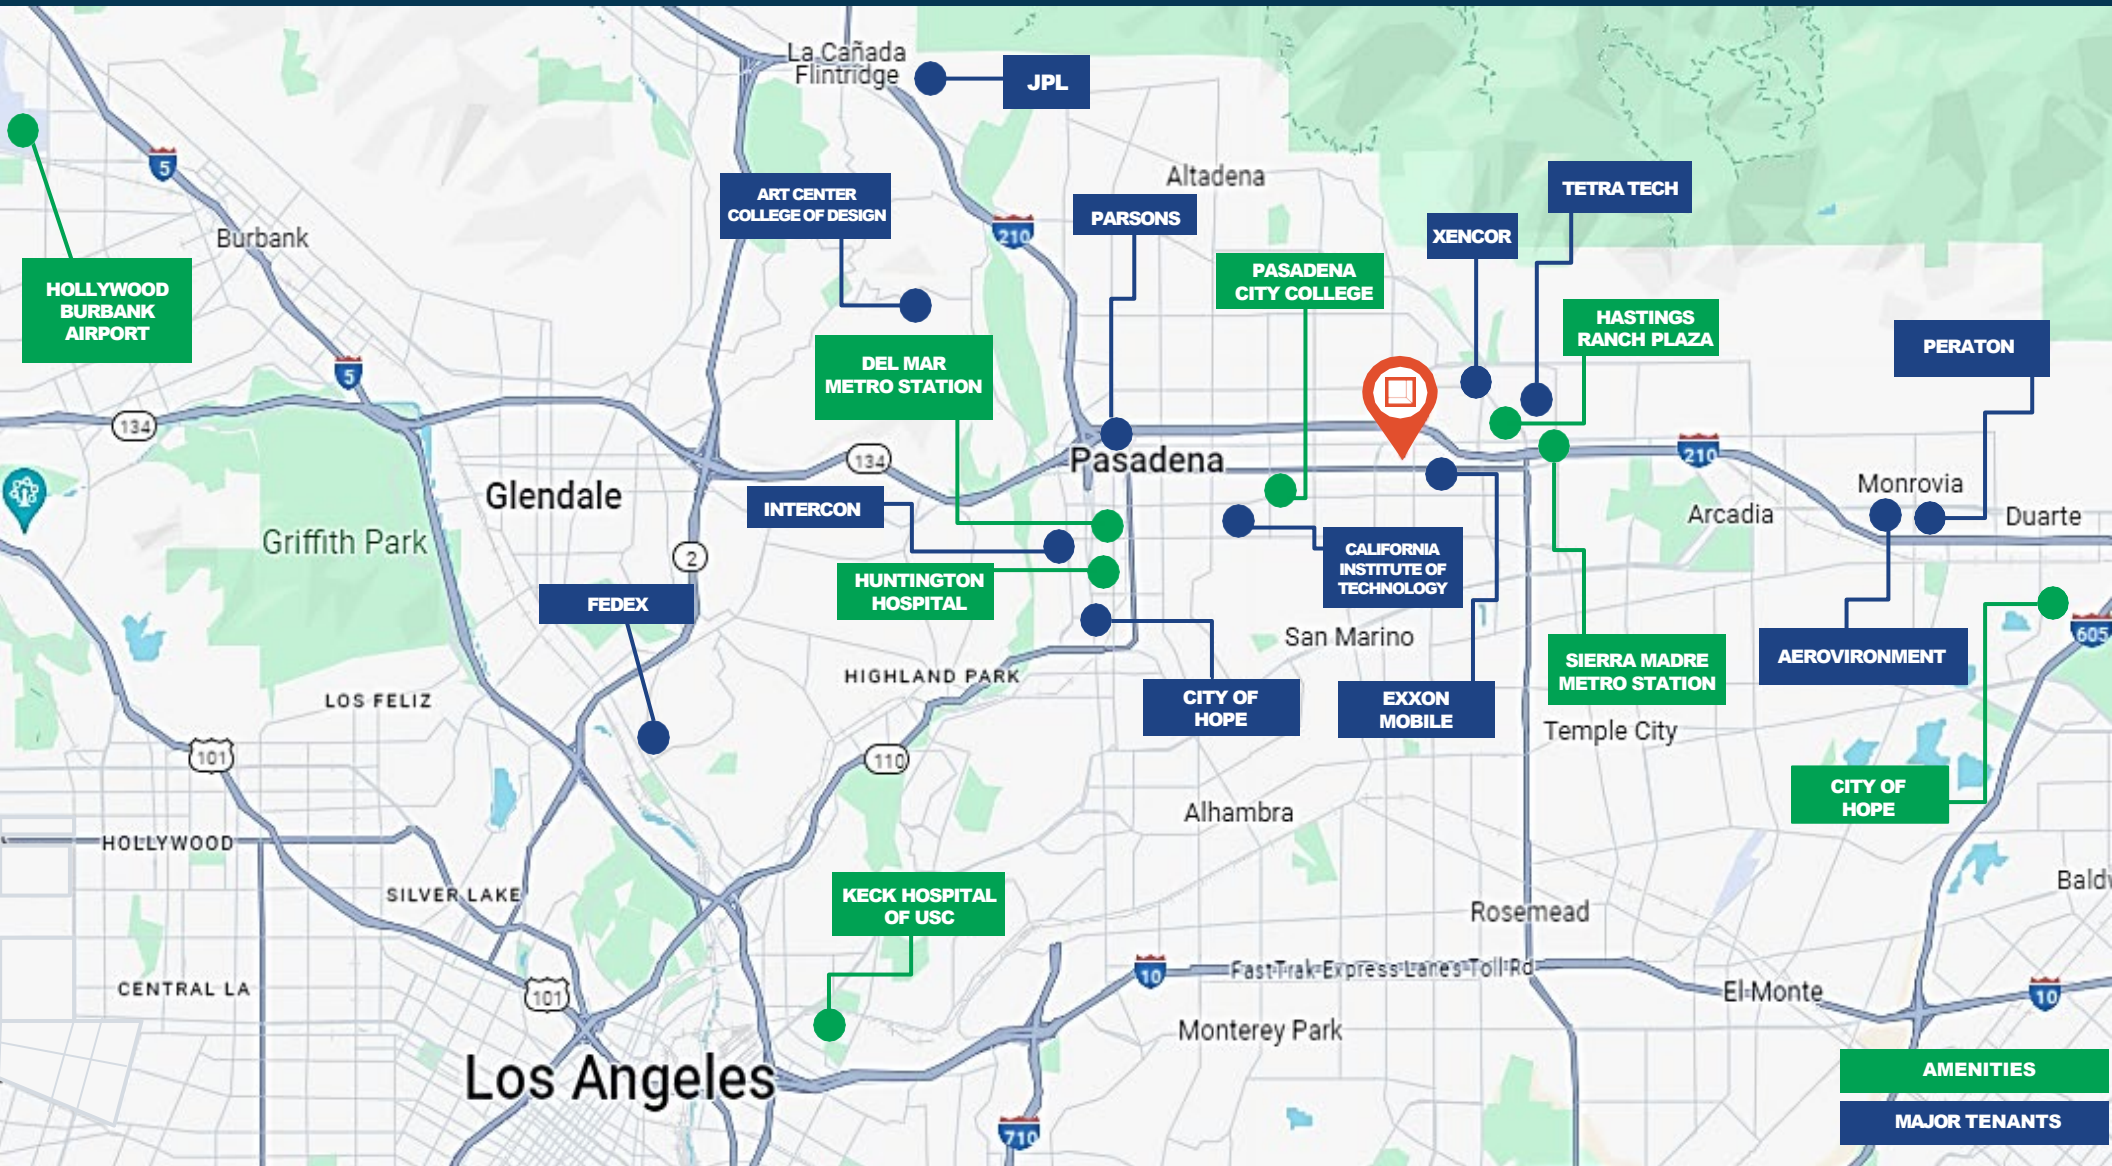 La Cañada
Flintridge
JPL
5
Altadena
ART CENTER
COLLEGE OF DESIGN
PARSONS
TETRA TECH
XENCOR
210
Burbank
HOLLYWOOD
BURBANK
AIRPORT
PASADENA
CITY COLLEGE
HASTINGS
RANCH PLAZA
PERATON
5
DEL MAR
METRO STATION
134
134
Pasadena
210
Glendale
INTERCON
Monrovia
Arcadia
Duarte
Griffith Park
2
CALIFORNIA
INSTITUTE OF
TECHNOLOGY
HUNTINGTON
HOSPITAL
FEDEX
San Marino
605
HIGHLAND PARK
SIERRA MADRE
METRO STATION
AEROVIRONMENT
LOS FELIZ
CITY OF
HOPE
EXXON
MOBILE
Temple City
101
110
CITY OF
HOPE
Alhambra
HOLLYWOOD
SILVER LAKE
KECK HOSPITAL
OF USC
Baldw
Rosemead
10
FastTrak Express Lanes Toll Rd
CENTRAL LA
101
El Monte
10
Monterey Park
Los Angeles
AMENITIES
MAJOR TENANTS
710